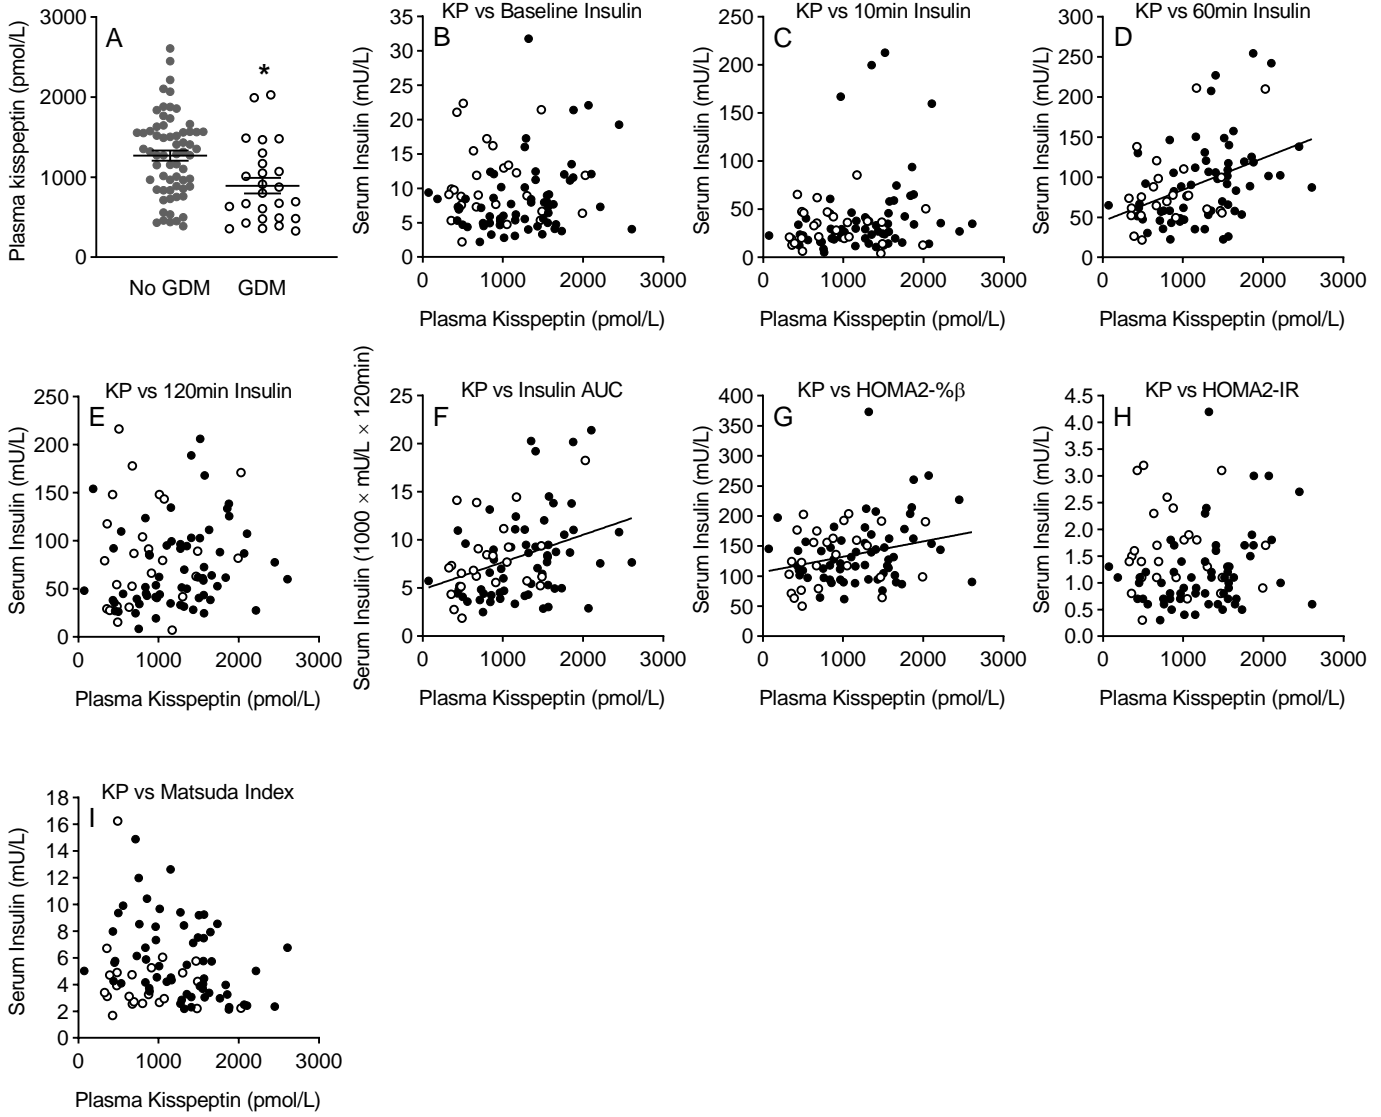 A
Plasma kisspeptin (pmol/L)
3000
2000
1000
0
*
No GDM
GDM
KP vs Baseline Insulin
B
Serum Insulin (mU/L)
35
30
25
20
15
10
5
0
0 1000 2000 3000
Plasma Kisspeptin (pmol/L)
KP vs 10min Insulin
C
Serum Insulin (mU/L)
250
200
150
100
50
0
0 1000 2000 3000
Plasma Kisspeptin (pmol/L)
KP vs 60min Insulin
D
Serum Insulin (mU/L)
300
250
200
150
100
50
0
0 1000 2000 3000
Plasma Kisspeptin (pmol/L)
KP vs 120min Insulin
E
Serum Insulin (mU/L)
250
200
150
100
50
0
0 1000 2000 3000
Plasma Kisspeptin (pmol/L)
KP vs Insulin AUC
F
Serum Insulin (1000 × mU/L × 120min)
25
20
15
10
5
0
0 1000 2000 3000
Plasma Kisspeptin (pmol/L)
KP vs HOMA2-%β
G
Serum Insulin (mU/L)
400
350
300
250
200
150
100
50
0
0 1000 2000 3000
Plasma Kisspeptin (pmol/L)
KP vs HOMA2-IR
H
Serum Insulin (mU/L)
4.5
4.0
3.5
3.0
2.5
2.0
1.5
1.0
0.5
0.0
0 1000 2000 3000
Plasma Kisspeptin (pmol/L)
KP vs Matsuda Index
I
Serum Insulin (mU/L)
18
16
14
12
10
8
6
4
2
0
0 1000 2000 3000
Plasma Kisspeptin (pmol/L)